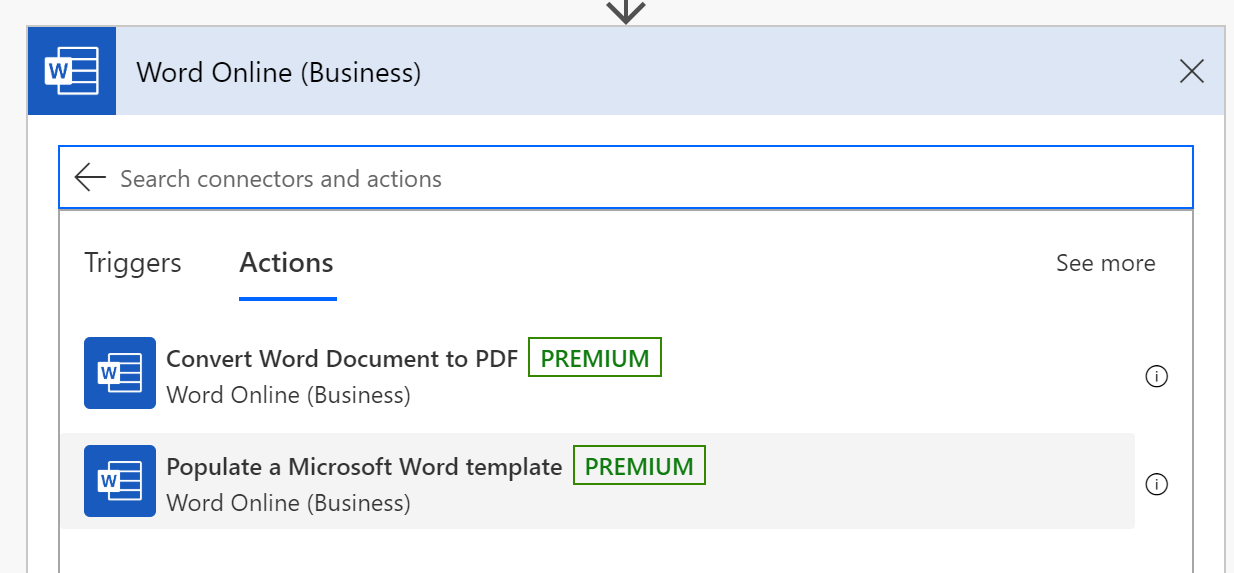 W Word Online (Business)
Search connectors and actions
Triggers Actions See more
W Convert Word Document to PDF PREMIUM
Word Online (Business)
W Populate a Microsoft Word template PREMIUM
Word Online (Business)